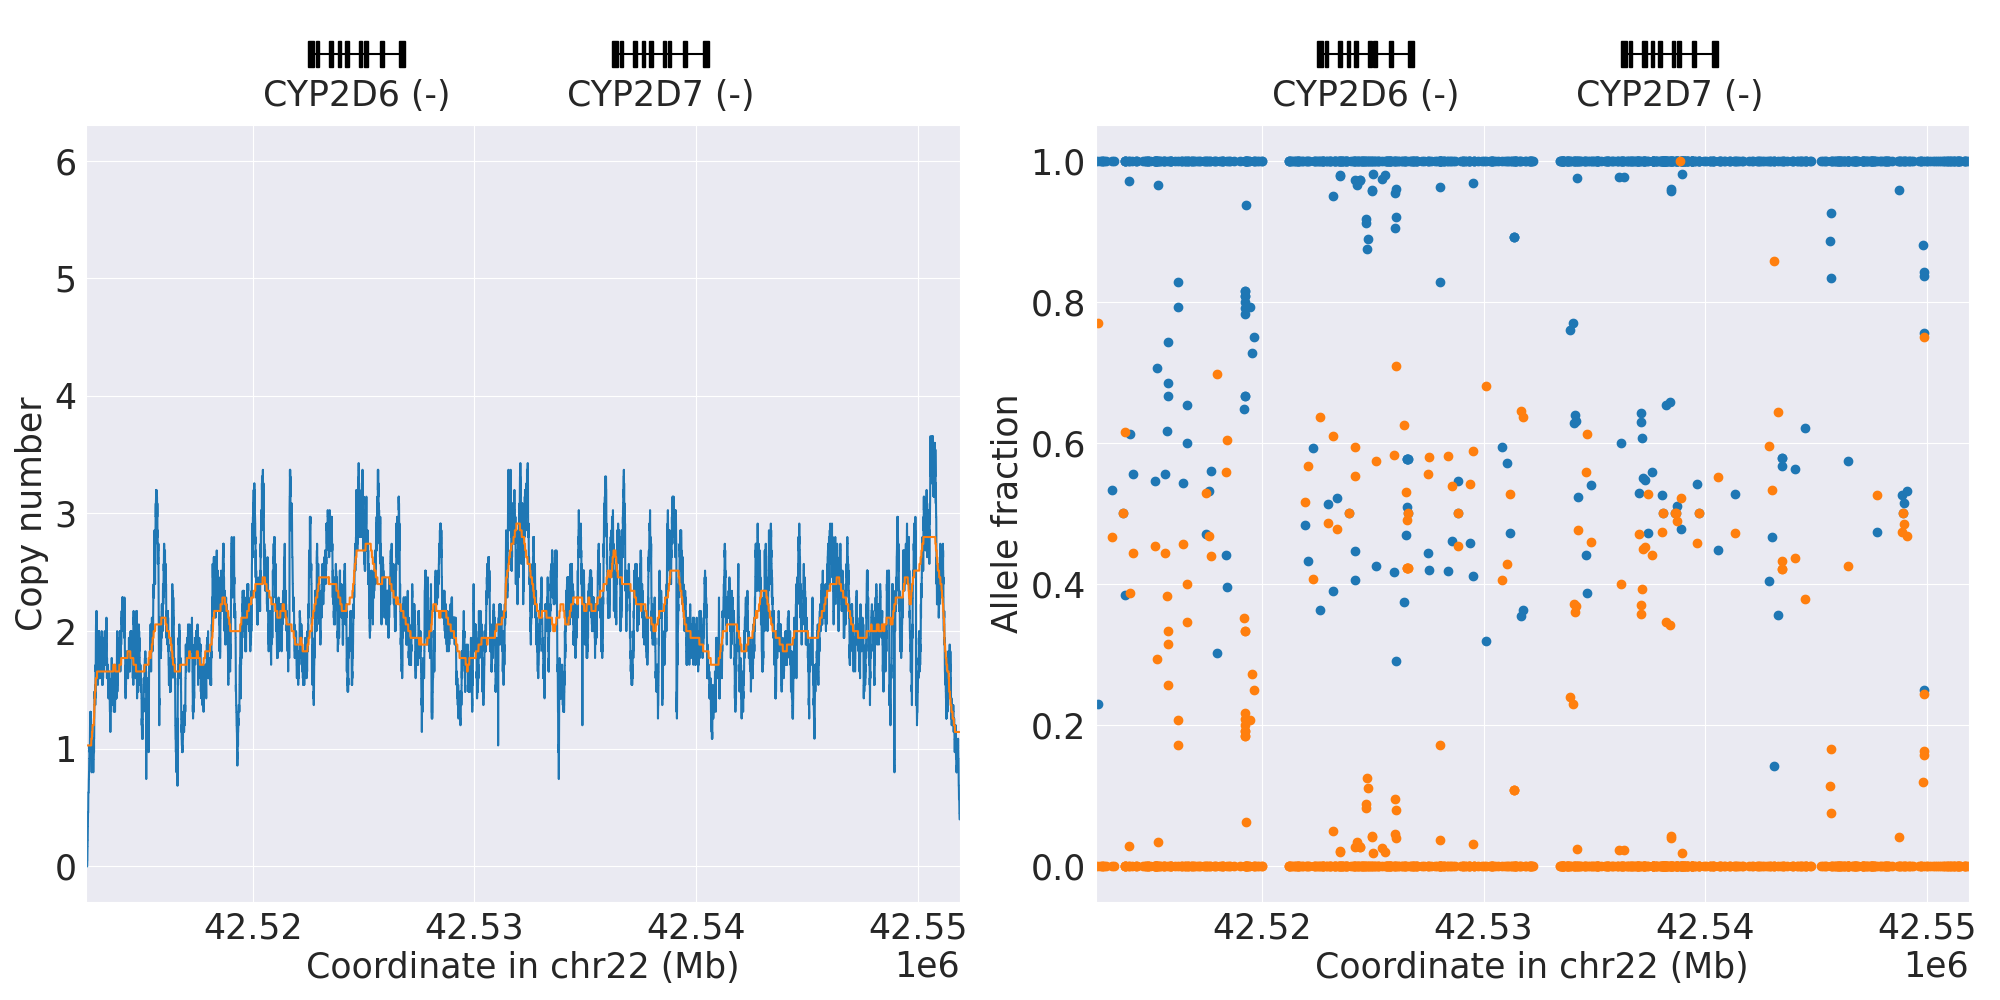 CYP2D6 (-) CYP2D7 (-)
6
5
4
3
2
1
0
Copy number
42.52 42.53 42.54 42.55
Coordinate in chr22 (Mb)
1e6
CYP2D6 (-) CYP2D7 (-)
1.0
0.8
0.6
0.4
0.2
0.0
Allele fraction
42.52 42.53 42.54 42.55
Coordinate in chr22 (Mb)
1e6